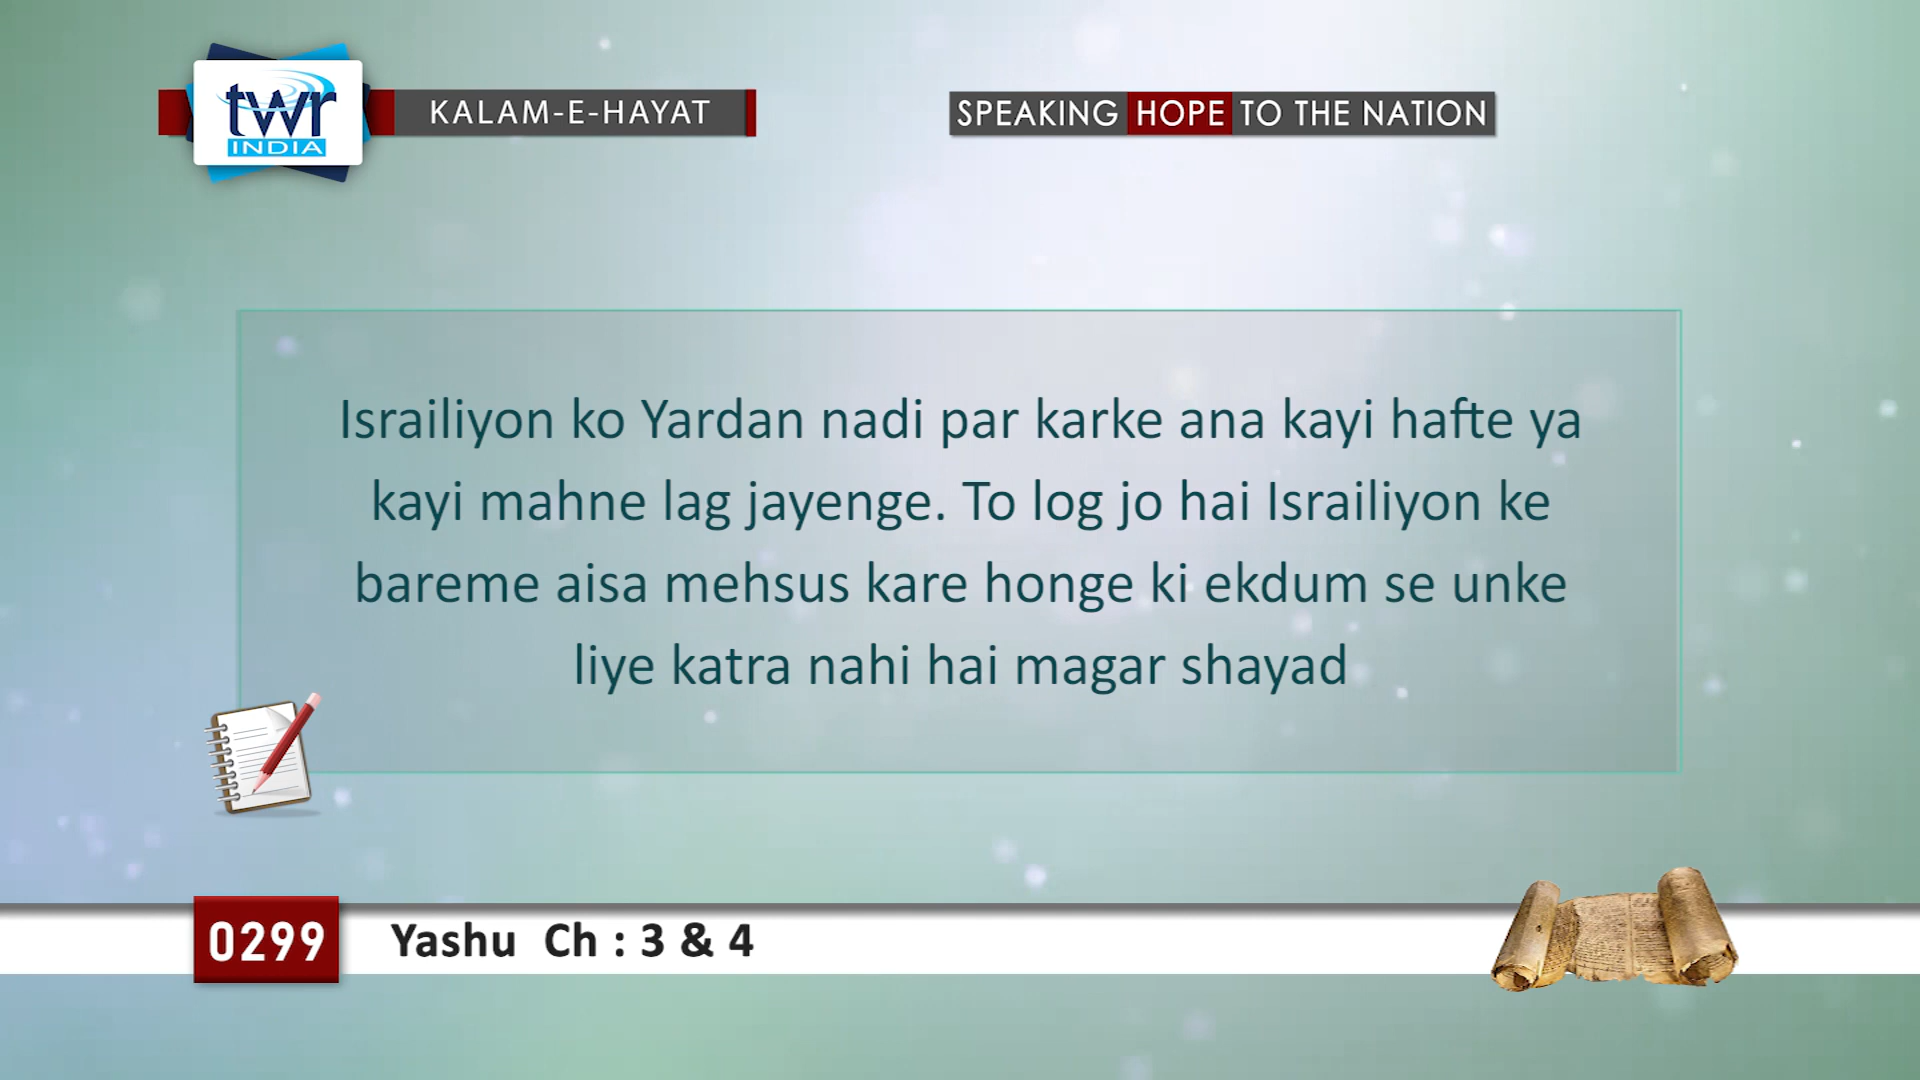 twr
INDIA
KALAM-E-HAYAT
SPEAKING HOPE TO THE NATION
Israiliyon ko Yardan nadi par karke ana kayi hafte ya
kayi mahne lag jayenge. To log jo hai Israiliyon ke
bareme aisa mehsus kare honge ki ekdum se unke
liye katra nahi hai magar shayad
0299
Yashu Ch : 3 & 4